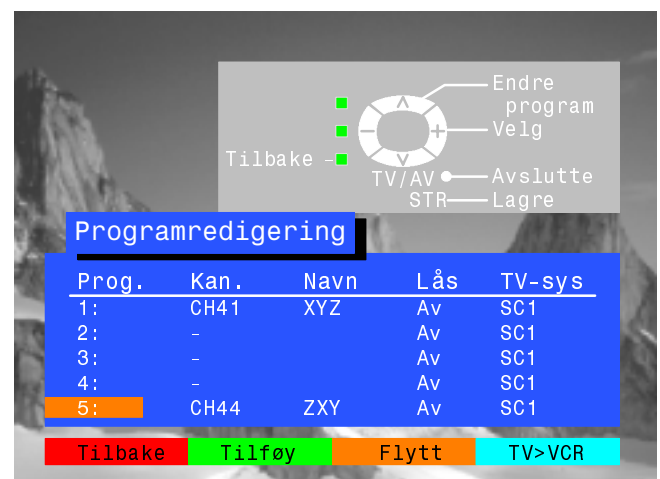 Endre
program
Velg
Tilbake
TV/AV Avslutte
STR Lagre
Programredigering
Prog. Kan. Navn Lås TV-sys
1: CH41 XYZ Av SC1
2: - Av SC1
3: - Av SC1
4: - Av SC1
5: CH44 ZXY Av SC1
Tilbake Tilføy Flytt TV>VCR